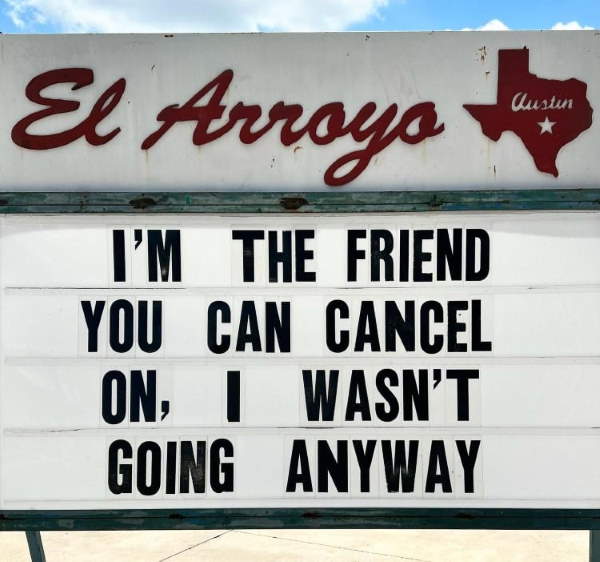 El Arroyo
Austin
I'M THE FRIEND
YOU CAN CANCEL
ON, I WASN'T
GOING ANYWAY